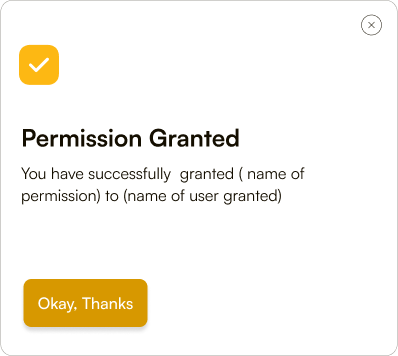 Permission Granted
You have successfully  granted ( name of
permission) to (name of user granted)
Okay, Thanks